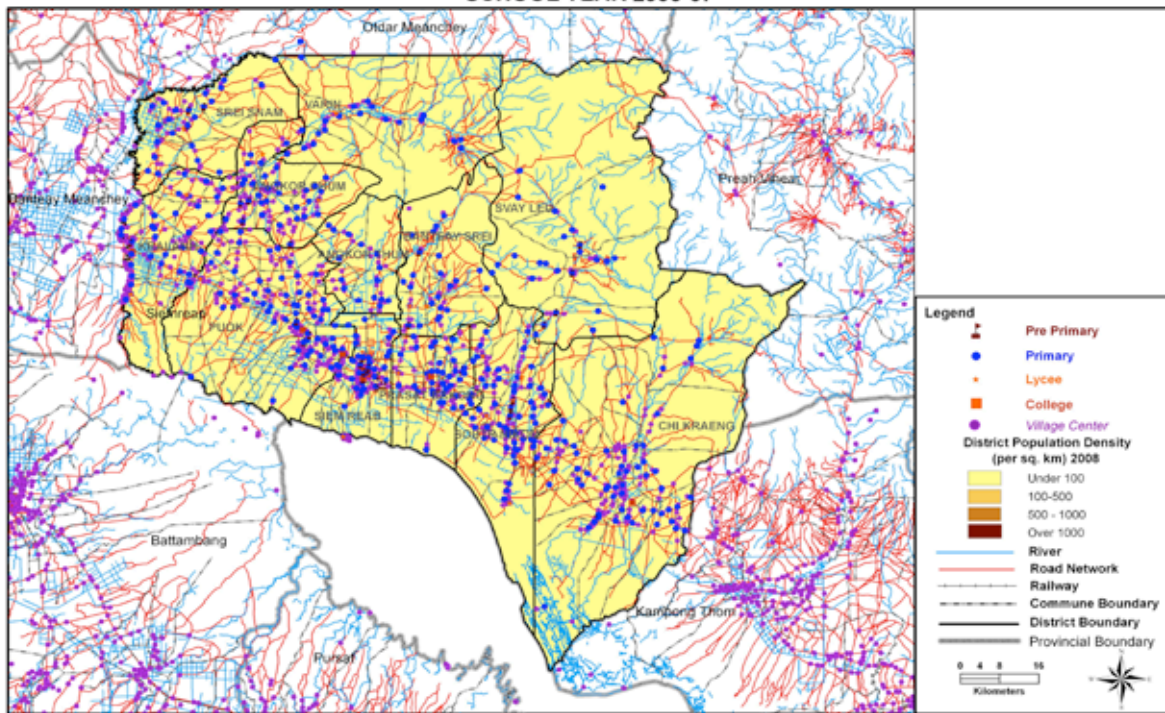 Otdar Meanchey
SREI SNAM
VARIN
Preah Vihear
SVAY LEU
BANTEAY SREI
Siemreap
PUOK
SIEM REAB
CHI KRAENG
Battambang
Kampong Thom
Pursat
Legend
Pre Primary
Primary
Lycee
College
Village Center
District Population Density
(per sq. km) 2008
Under 100
100-500
500 - 1000
Over 1000
River
Road Network
Railway
Commune Boundary
District Boundary
Provincial Boundary
0 4 8 16
Kilometers